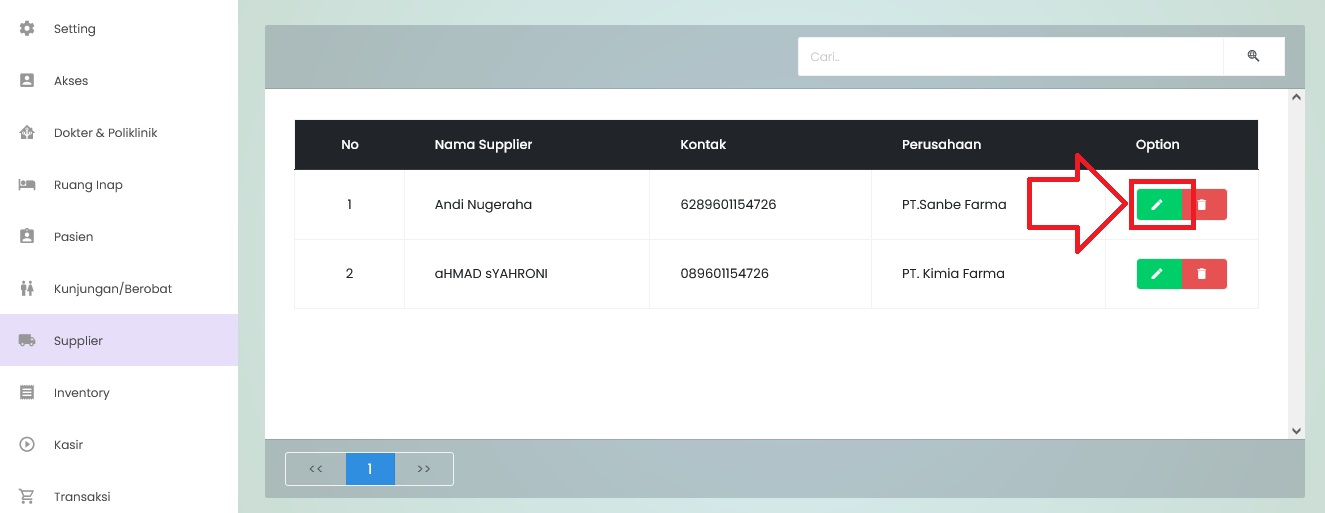 Setting
Akses
Dokter & Poliklinik
Ruang Inap
Pasien
Kunjungan/Berobat
Supplier
Inventory
Kasir
Transaksi
Cari..
No Nama Supplier Kontak Perusahaan Option
1 Andi Nugeraha 6289601154726 PT.Sanbe Farma
2 aHMAD sYAHRONI 089601154726 PT. Kimia Farma
<< 1 >>